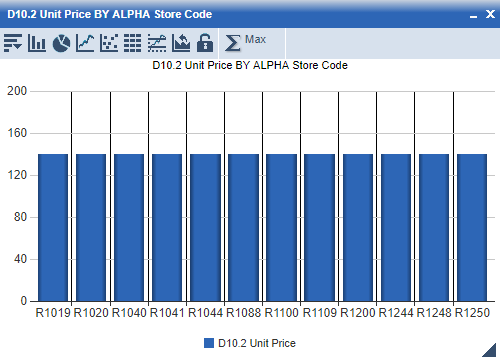 D10.2 Unit Price BY ALPHA Store Code
Max
D10.2 Unit Price BY ALPHA Store Code
200
160
120
80
40
0
R1019 R1020 R1040 R1041 R1044 R1088 R1100 R1109 R1200 R1244 R1248 R1250
D10.2 Unit Price